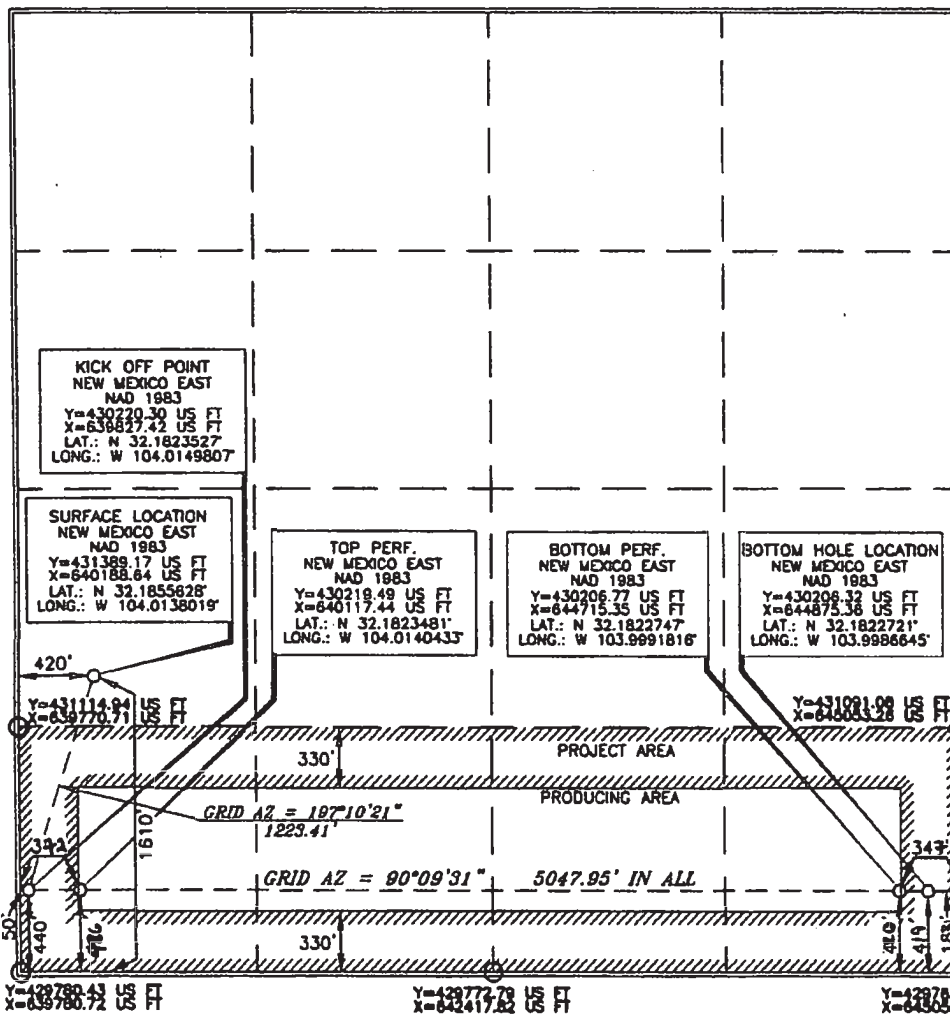 KICK OFF POINT
NEW MEXICO EAST
NAD 1983
Y=430220.30 US FT
X=639827.42 US FT
LAT.: N 32.1823527°
LONG.: W 104.0149807°
SURFACE LOCATION
NEW MEXICO EAST
NAD 1983
Y=431389.17 US FT
X=640188.64 US FT
LAT.: N 32.1855628°
LONG.: W 104.0138019°
TOP PERF.
NEW MEXICO EAST
NAD 1983
Y=430219.49 US FT
X=640117.44 US FT
LAT.: N 32.1823481°
LONG.: W 104.0140433°
BOTTOM PERF.
NEW MEXICO EAST
NAD 1983
Y=430206.77 US FT
X=644715.35 US FT
LAT.: N 32.1822747°
LONG.: W 103.9991816°
BOTTOM HOLE LOCATION
NEW MEXICO EAST
NAD 1983
Y=430206.32 US FT
X=644875.36 US FT
LAT.: N 32.1822721°
LONG.: W 103.9986645°
420'
Y=431114.94 US FT
X=639770.71 US FT
Y=431091.06 US FT
X=645053.26 US FT
330'
PROJECT AREA
PRODUCING AREA
GRID AZ = 197°10'21"
1223.41'
1610'
GRID AZ = 90°09'31" 5047.95' IN ALL
50'
440'
330'
419
Y=429780.43 US FT
X=639780.72 US FT
Y=429772.79 US FT
X=642417.62 US FT